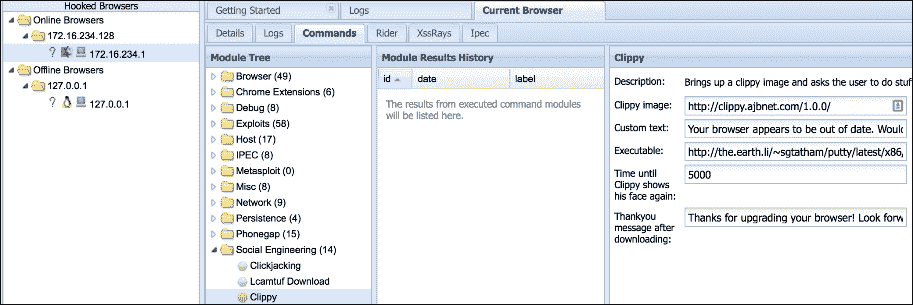 Hooked Browsers
Online Browsers
172.16.234.128
? 172.16.234.1
Offline Browsers
127.0.0.1
? 127.0.0.1
Getting Started
Logs
Current Browser
Details
Logs
Commands
Rider
XssRays
Ipec
Module Tree
Browser (49)
Chrome Extensions (6)
Debug (8)
Exploits (58)
Host (17)
IPEC (8)
Metasploit (0)
Misc (8)
Network (9)
Persistence (4)
Phonegap (15)
Social Engineering (14)
Clickjacking
Lcamtuf Download
Clippy
Module Results History
id date label
The results from executed command modules
will be listed here.
Clippy
Description: Brings up a clippy image and asks the user to do stuf
Clippy image: http://clippy.ajbnet.com/1.0.0/
Custom text: Your browser appears to be out of date. Woul
Executable: http://the.earth.li/~sgtatham/putty/latest/x86,
Time until 5000
Clippy shows
his face again:
Thankyou Thanks for upgrading your browser! Look forw
message after
downloading: